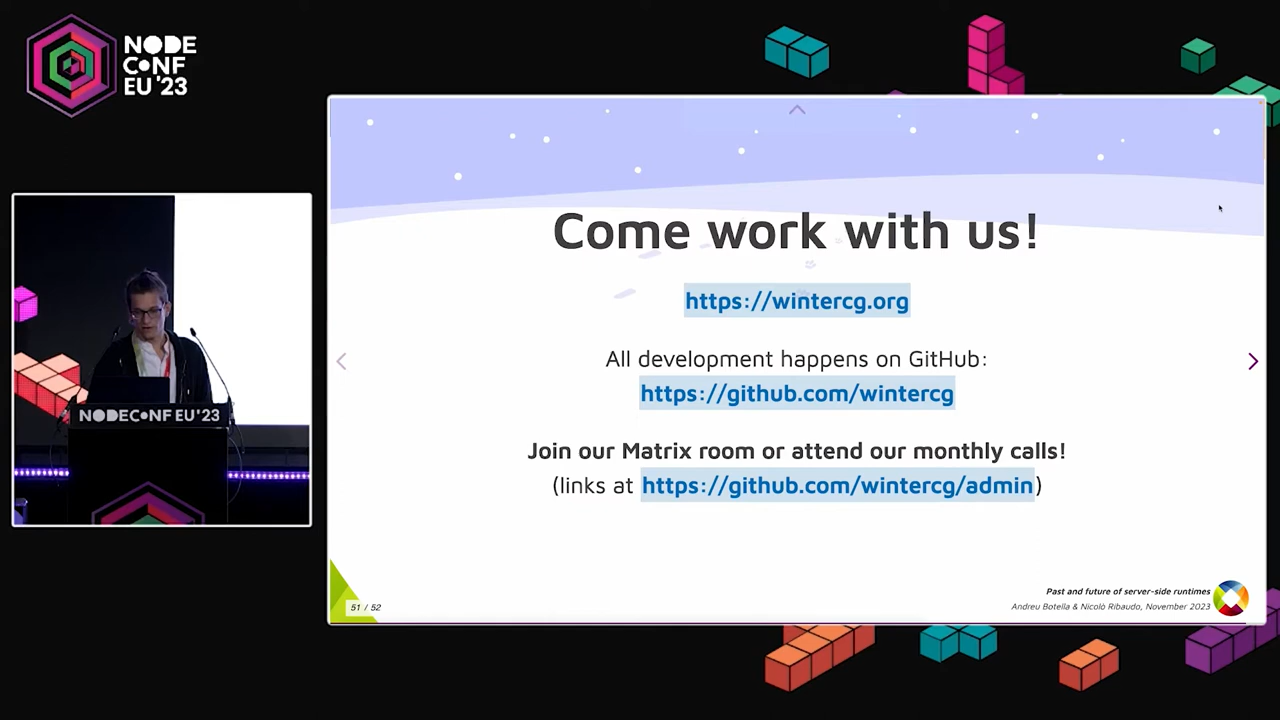 NODE
CONF
EU '23
NODECONF EU '23
Come work with us!
https://wintercg.org
All development happens on GitHub:
https://github.com/wintercg
Join our Matrix room or attend our monthly calls!
(links at https://github.com/wintercg/admin)
51 / 52
Past and future of server-side runtimes
Andreu Botella & Nicolò Ribaudo, November 2023